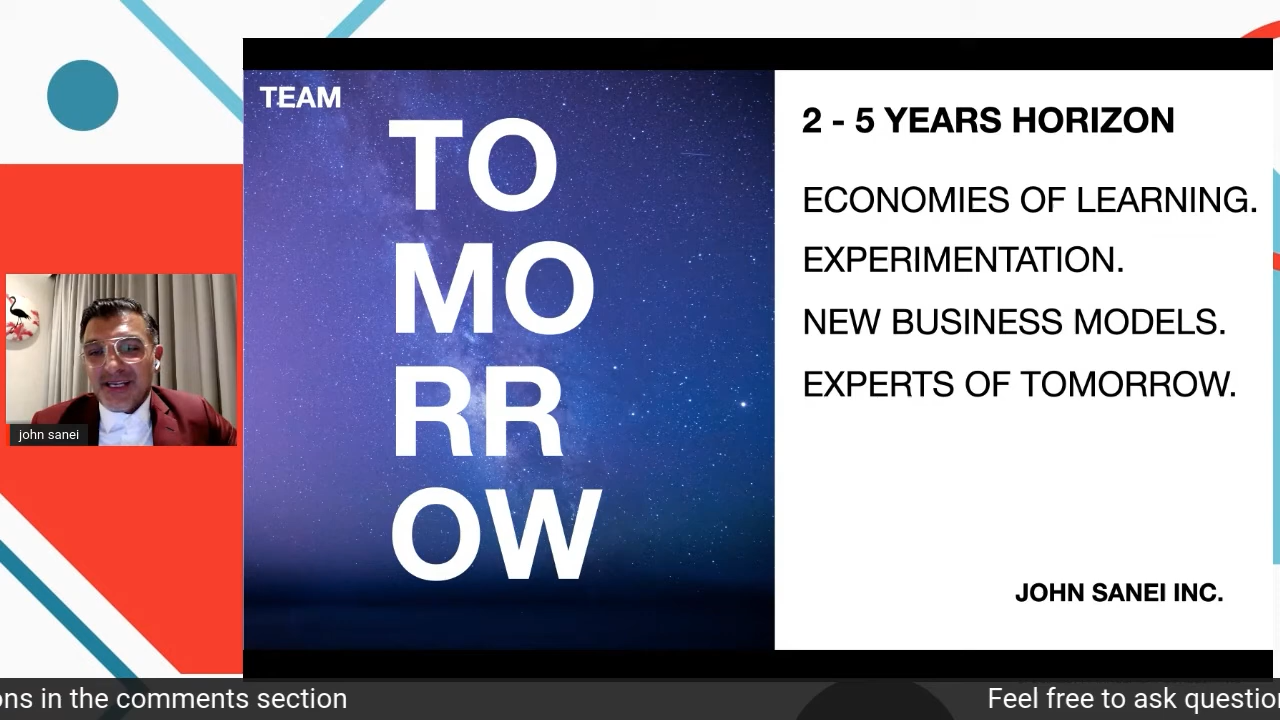 TEAM
TO
MO
RR
OW
2 - 5 YEARS HORIZON
ECONOMIES OF LEARNING.
EXPERIMENTATION.
NEW BUSINESS MODELS.
EXPERTS OF TOMORROW.
JOHN SANEI INC.
john sanei
ons in the comments section
Feel free to ask question